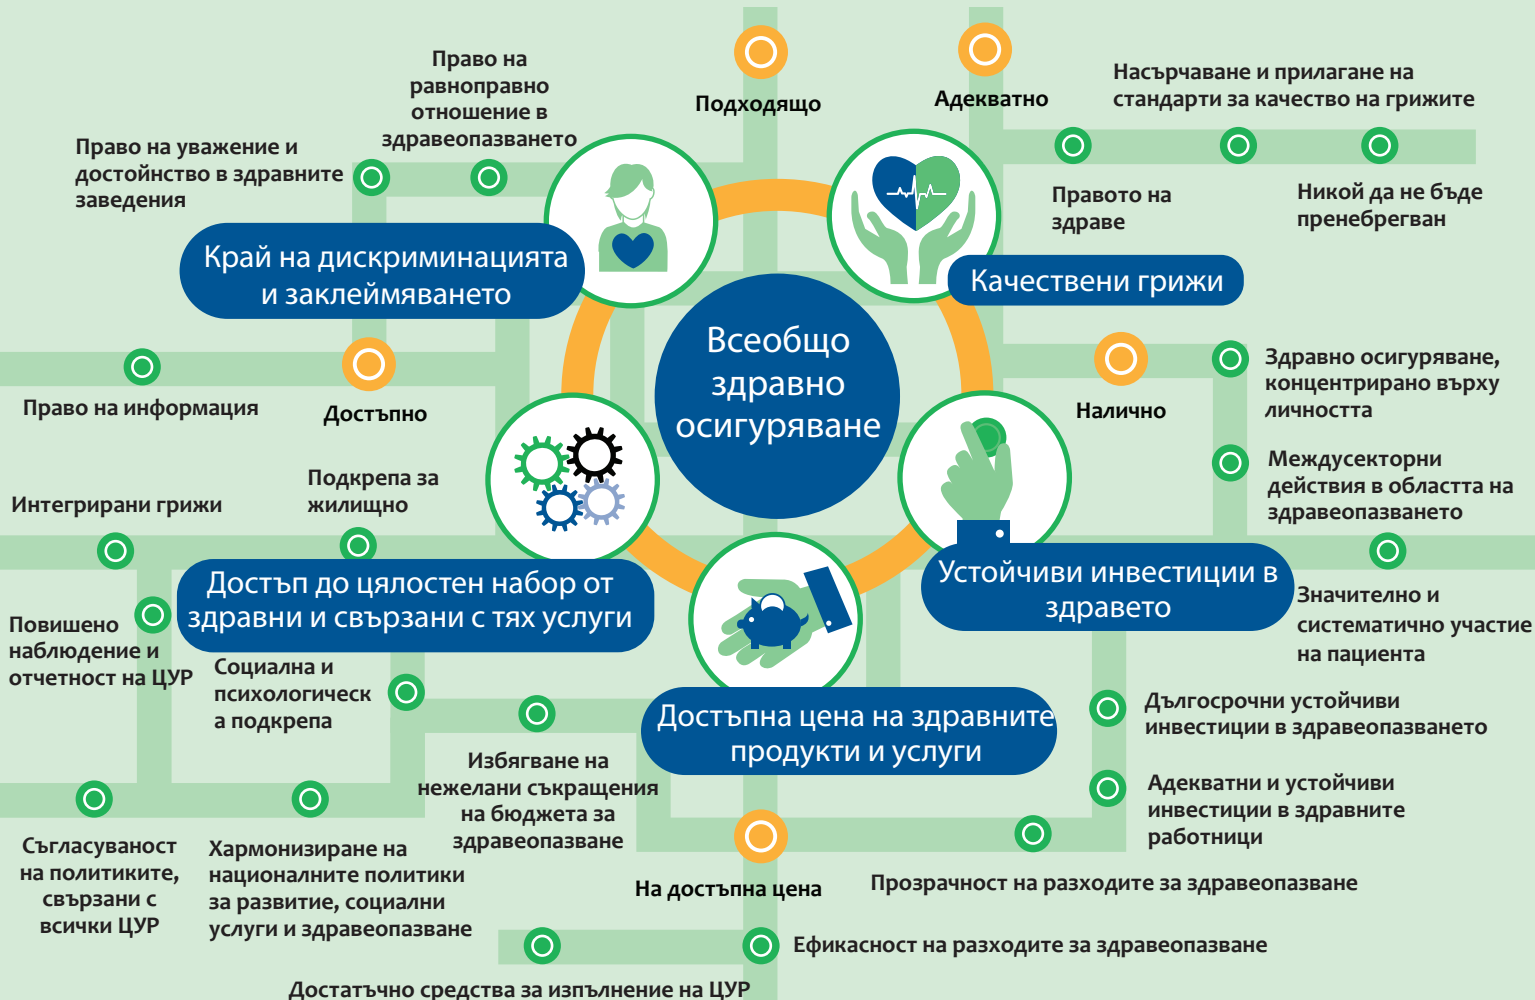 Право на
равноправно
отношение в
здравеопазването
Подходящо
Адекватно
Насърчаване и прилагане на
стандарти за качество на грижите
Право на уважение и
достойнство в здравните
заведения
Правото на
здраве
Никой да не бъде
пренебрегван
Край на дискриминацията
и заклеймяването
Качествени грижи
Всеобщо
здравно
осигуряване
Право на информация
Достъпно
Налично
Здравно осигуряване,
концентрирано върху
личността
Междусекторни
действия в областта на
здравеопазването
Интегрирани грижи
Подкрепа за
жилищно
Достъп до цялостен набор от
здравни и свързани с тях услуги
Устойчиви инвестиции в
здравето
Значително и
систематично участие
на пациента
Повишено
наблюдение и
отчетност на ЦУР
Социална и
психологическ
а подкрепа
Достъпна цена на здравните
продукти и услуги
Дългосрочни устойчиви
инвестиции в здравеопазването
Избягване на
нежелани съкращения
на бюджета за
здравеопазване
Адекватни и устойчиви
инвестиции в здравните
работници
Съгласуваност
на политиките,
свързани с
всички ЦУР
Хармонизиране на
националните политики
за развитие, социални
услуги и здравеопазване
На достъпна цена
Прозрачност на разходите за здравеопазване
Ефикасност на разходите за здравеопазване
Достатъчно средства за изпълнение на ЦУР